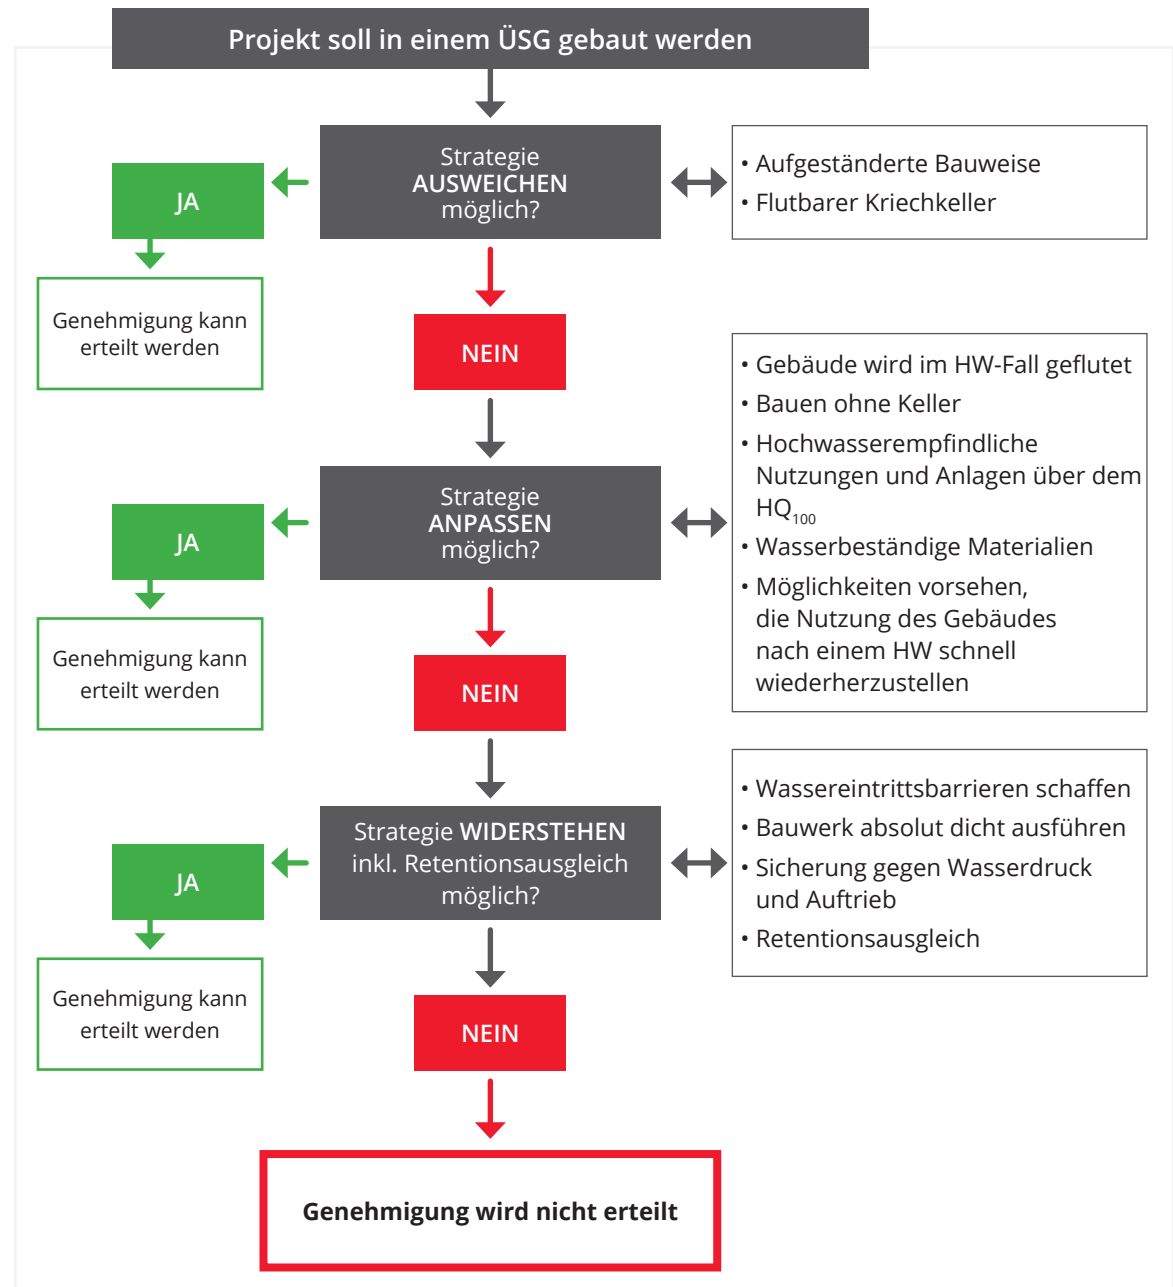 Projekt soll in einem ÜSG gebaut werden
Strategie
AUSWEICHEN
möglich?
• Aufgeständerte Bauweise
• Flutbarer Kriechkeller
JA
Genehmigung kann
erteilt werden
NEIN
Strategie
ANPASSEN
möglich?
• Gebäude wird im HW-Fall geflutet
• Bauen ohne Keller
• Hochwasserempfindliche
Nutzungen und Anlagen über dem
HQ₁₀₀
• Wasserbeständige Materialien
• Möglichkeiten vorsehen,
die Nutzung des Gebäudes
nach einem HW schnell
wiederherzustellen
JA
Genehmigung kann
erteilt werden
NEIN
Strategie WIDERSTEHEN
inkl. Retentionsausgleich
möglich?
• Wassereintrittsbarrieren schaffen
• Bauwerk absolut dicht ausführen
• Sicherung gegen Wasserdruck
und Auftrieb
• Retentionsausgleich
JA
Genehmigung kann
erteilt werden
NEIN
Genehmigung wird nicht erteilt